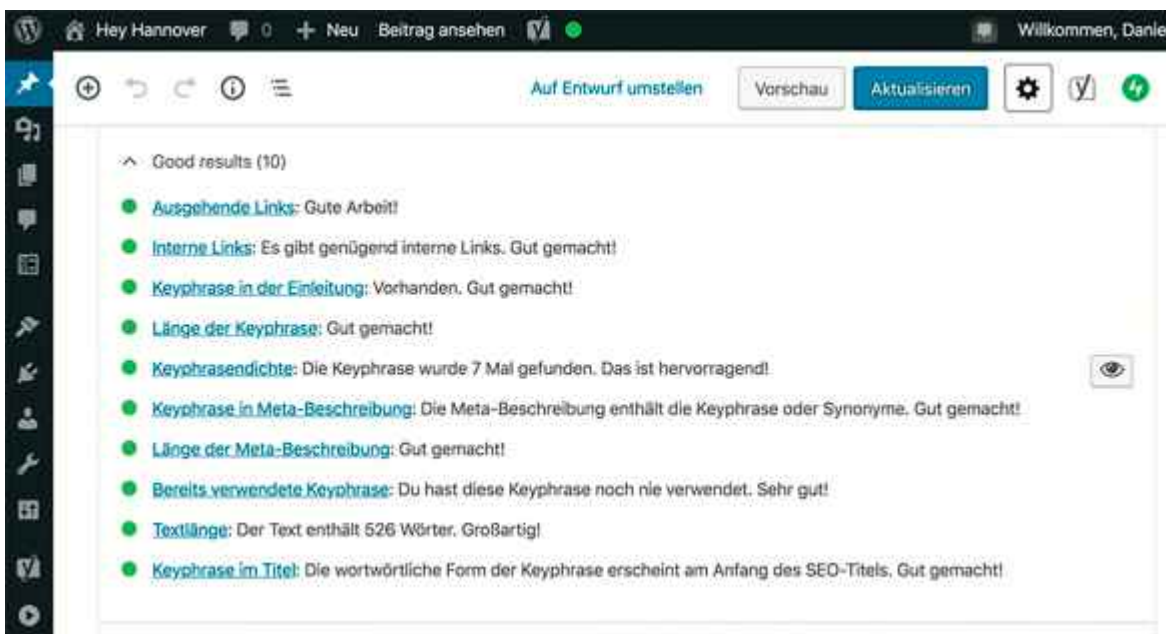 Hey Hannover 0 + Neu Beitrag ansehen Willkommen, Danie
Auf Entwurf umstellen Vorschau Aktualisieren
Good results (10)
Ausgehende Links: Gute Arbeit!
Interne Links: Es gibt genügend interne Links. Gut gemacht!
Keyphrase in der Einleitung: Vorhanden. Gut gemacht!
Länge der Keyphrase: Gut gemacht!
Keyphrasendichte: Die Keyphrase wurde 7 Mal gefunden. Das ist hervorragend!
Keyphrase in Meta-Beschreibung: Die Meta-Beschreibung enthält die Keyphrase oder Synonyme. Gut gemacht!
Länge der Meta-Beschreibung: Gut gemacht!
Bereits verwendete Keyphrase: Du hast diese Keyphrase noch nie verwendet. Sehr gut!
Textlänge: Der Text enthält 526 Wörter. Großartig!
Keyphrase im Titel: Die wortwörtliche Form der Keyphrase erscheint am Anfang des SEO-Titels. Gut gemacht!